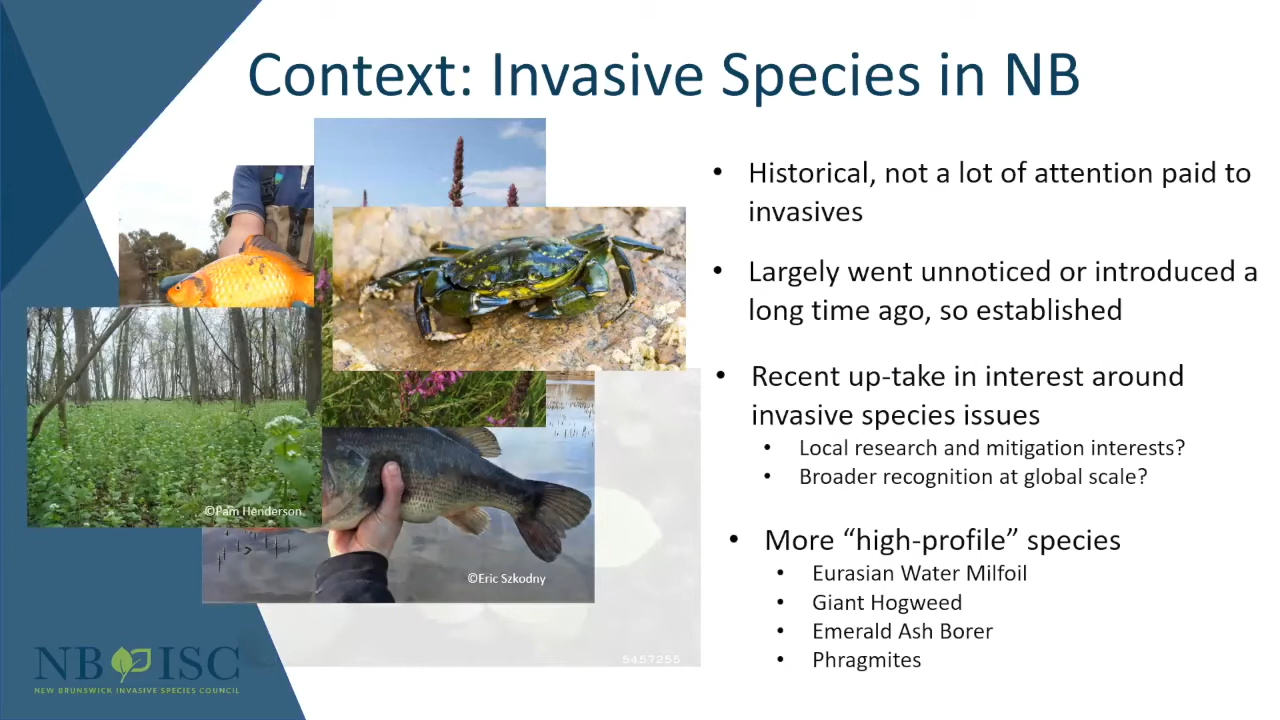 Context: Invasive Species in NB
• Historical, not a lot of attention paid to
invasives
• Largely went unnoticed or introduced a
long time ago, so established
• Recent up-take in interest around
invasive species issues
• Local research and mitigation interests?
• Broader recognition at global scale?
• More “high-profile” species
• Eurasian Water Milfoil
• Giant Hogweed
• Emerald Ash Borer
• Phragmites
©Pam Henderson
©Eric Szkodny
5457255
NB ISC
NEW BRUNSWICK INVASIVE SPECIES COUNCIL